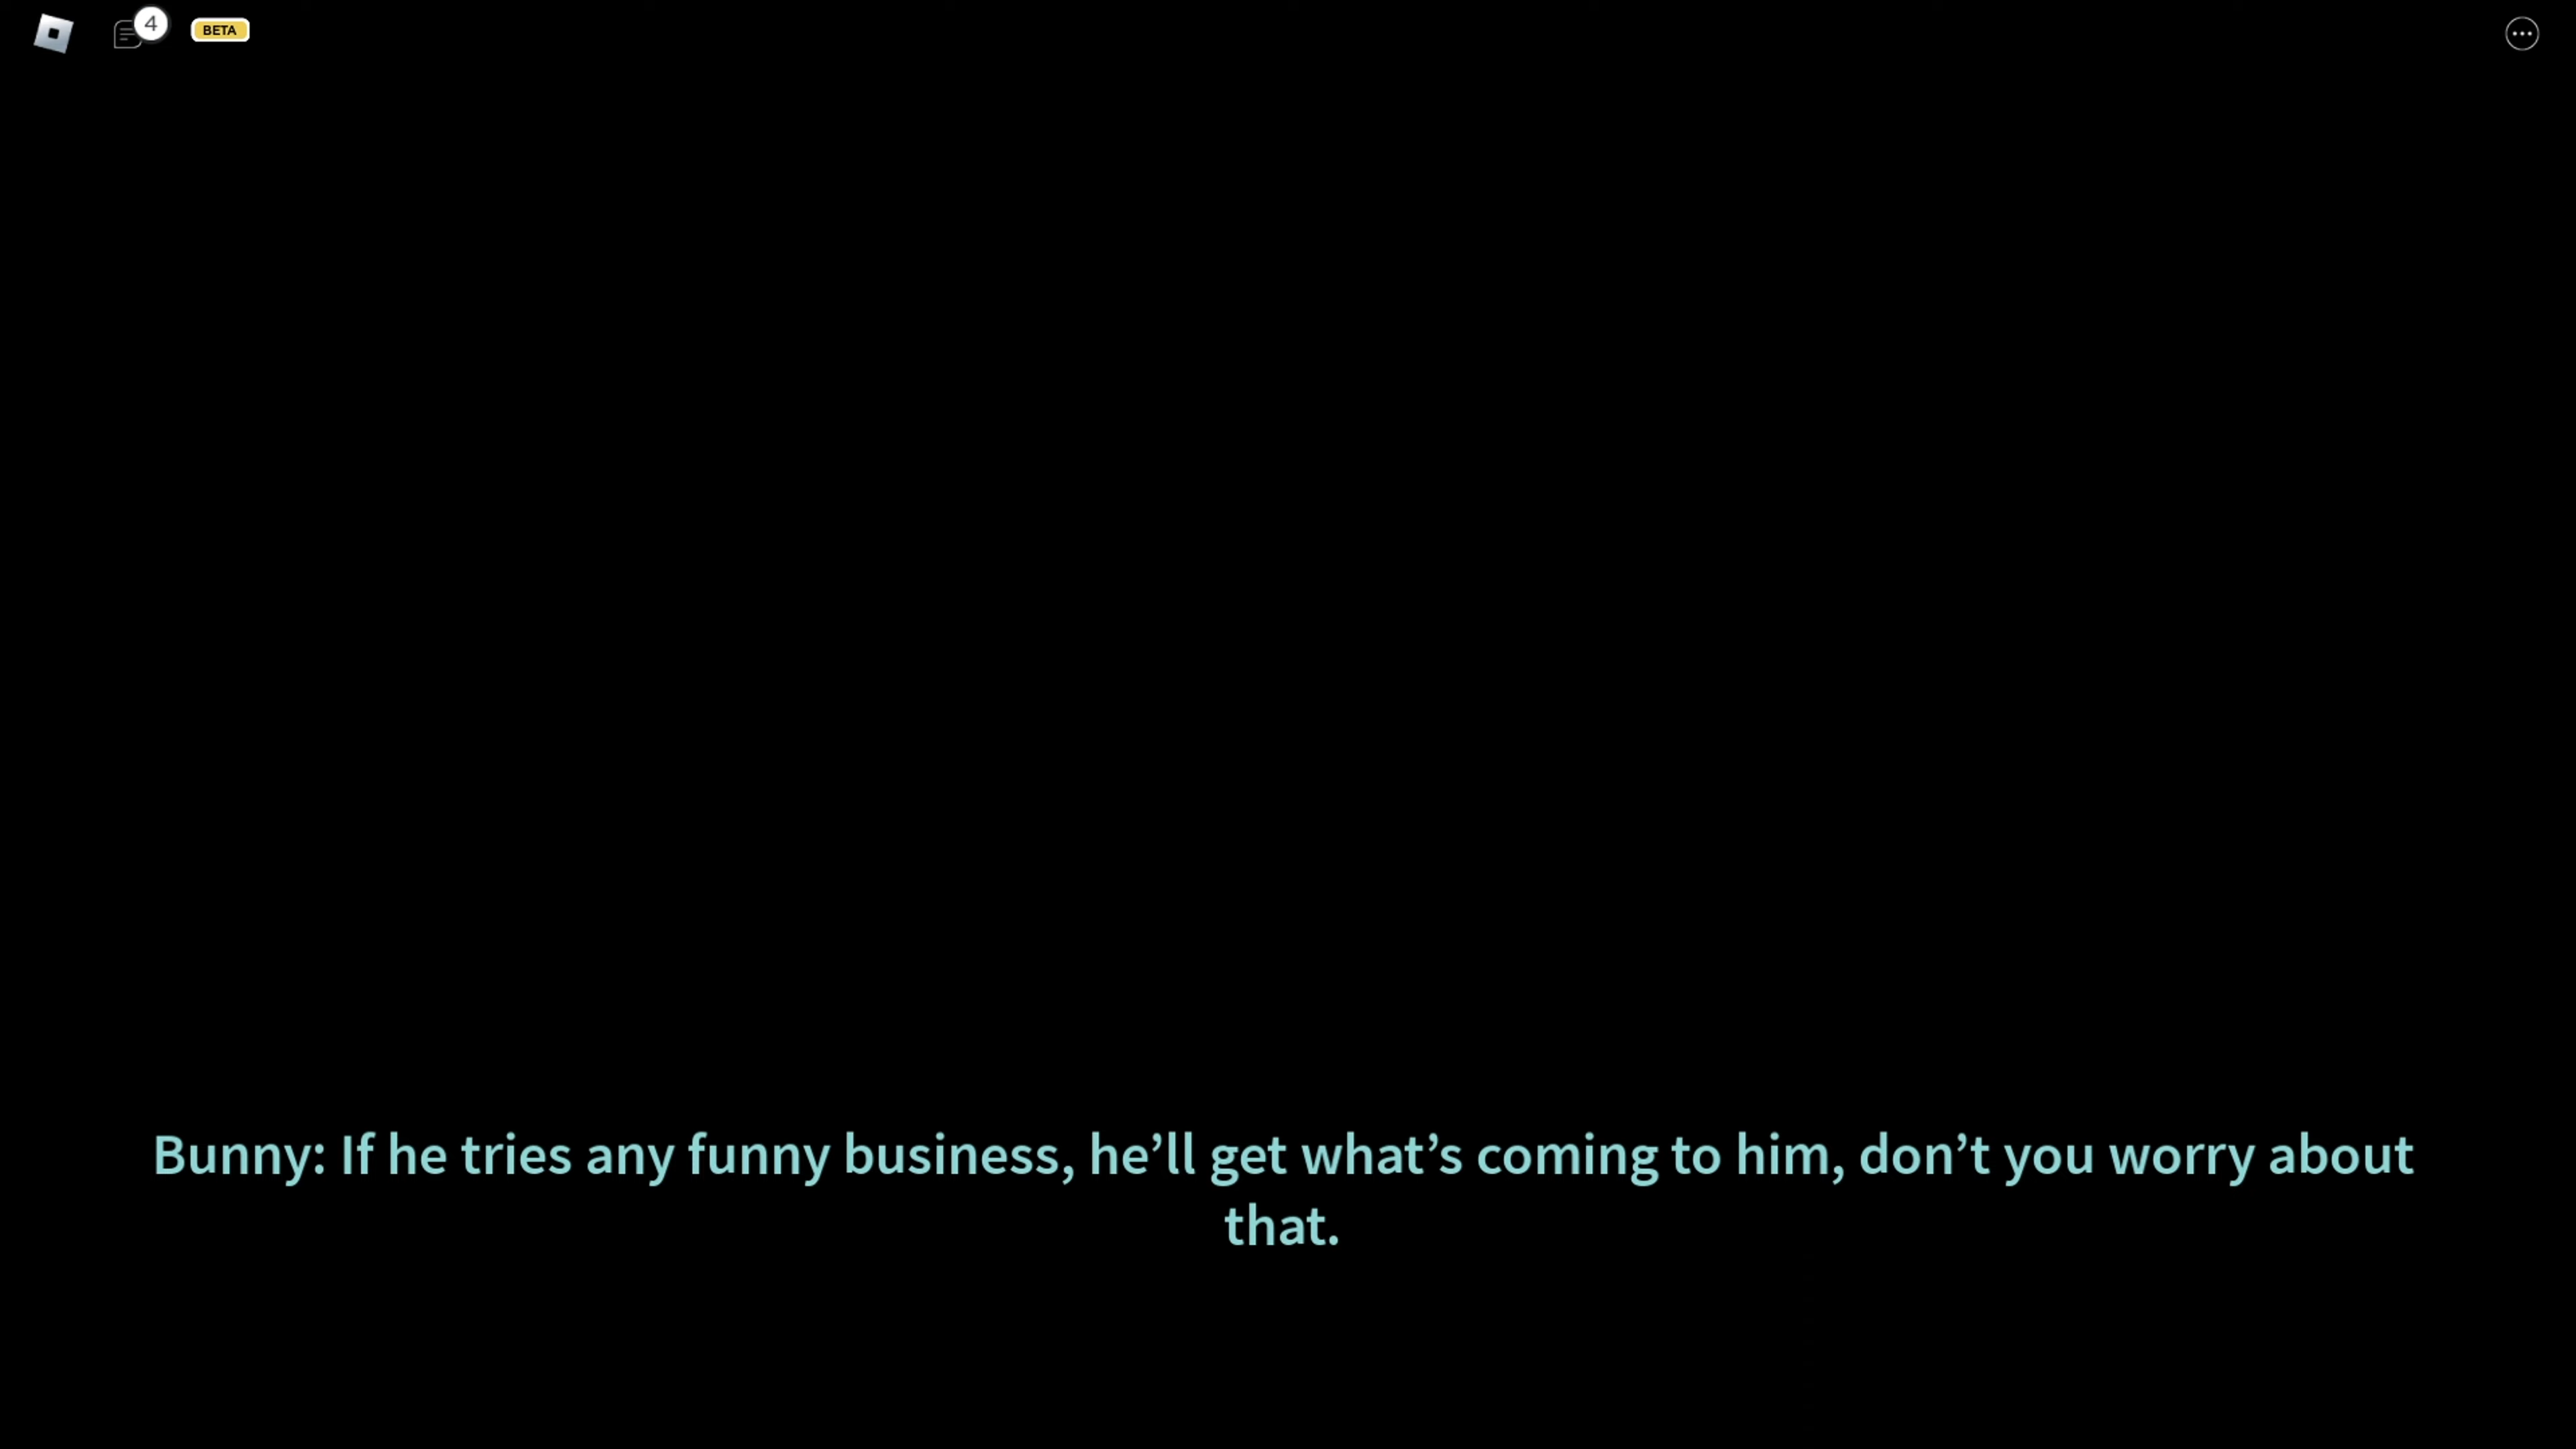 4
BETA
Bunny: If he tries any funny business, he’ll get what’s coming to him, don’t you worry about
that.